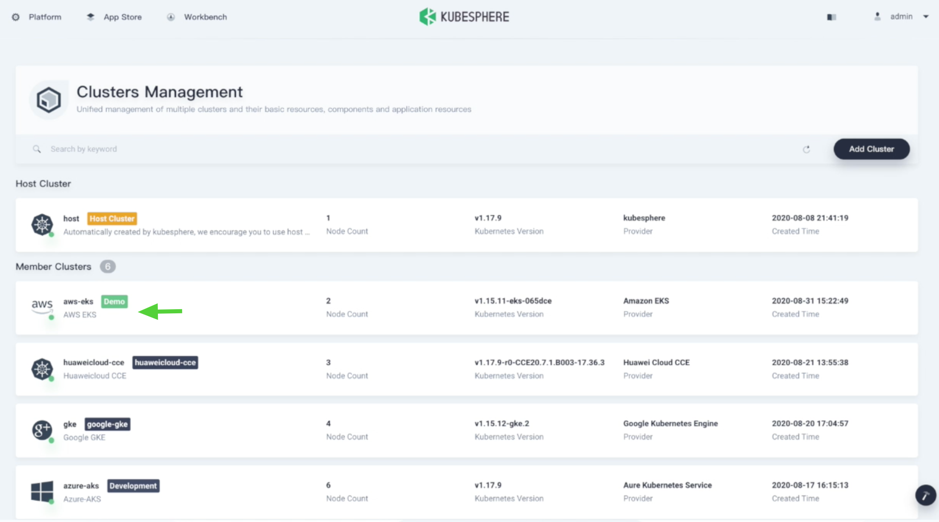 Platform App Store Workbench KUBESPHERE admin
Clusters Management
Unified management of multiple clusters and their basic resources, components and application resources
Search by keyword Add Cluster
Host Cluster
host Host Cluster 1 v1.17.9 kubesphere 2020-08-08 21:41:19
Automatically created by kubesphere, we encourage you to use host ... Node Count Kubernetes Version Provider Created Time
Member Clusters 6
aws aws-eks Demo 2 v1.15.11-eks-065dce Amazon EKS 2020-08-31 15:22:49
AWS EKS Node Count Kubernetes Version Provider Created Time
huaweicloud-cce huaweicloud-cce 3 v1.17.9-r0-CCE20.7.1.B003-17.36.3 Huawei Cloud CCE 2020-08-21 13:55:38
Huaweicloud CCE Node Count Kubernetes Version Provider Created Time
g+ gke google-gke 4 v1.15.12-gke.2 Google Kubernetes Engine 2020-08-20 17:04:57
Google GKE Node Count Kubernetes Version Provider Created Time
azure-aks Development 6 v1.17.9 Aure Kubernetes Service 2020-08-17 16:15:13
Azure-AKS Node Count Kubernetes Version Provider Created Time